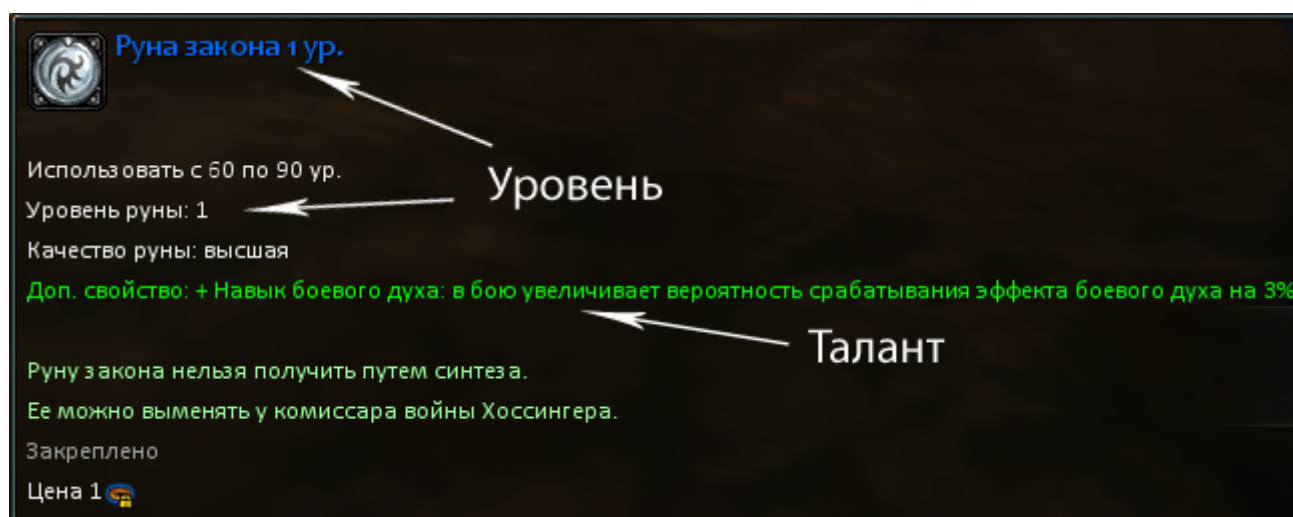 Руна закона 1 ур.
Использовать с 60 по 90 ур.
Уровень
Уровень руны: 1
Качество руны: высшая
Доп. свойство: + Навык боевого духа: в бою увеличивает вероятность срабатывания эффекта боевого духа на 3%
Талант
Руну закона нельзя получить путем синтеза.
Ее можно выменять у комиссара войны Хоссингера.
Закреплено
Цена 1